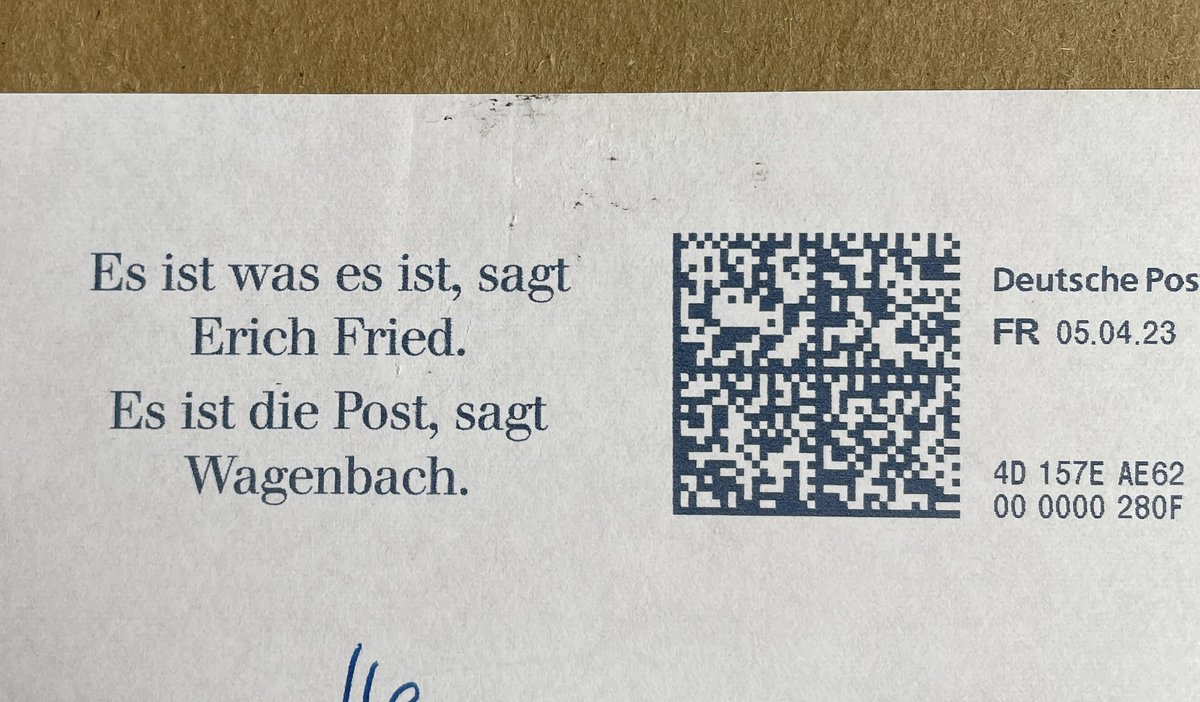 Es ist was es ist, sagt
Erich Fried.
Es ist die Post, sagt
Wagenbach.
Deutsche Pos
FR 05.04.23
4D 157E AE62
00 0000 280F